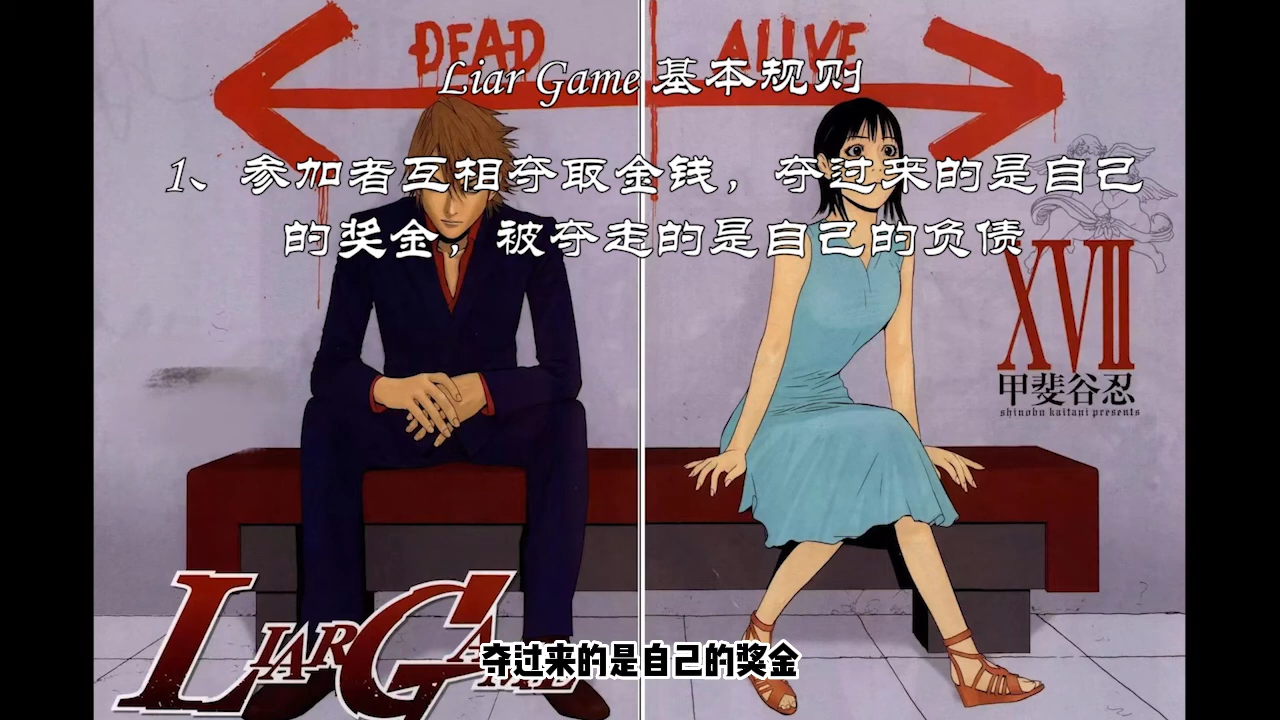 DEAD
ALIVE
Liar Game 基本规则
1、参加者互相夺取金钱，夺过来的是自己
的奖金，被夺走的是自己的负债
XVII
甲斐谷忍
shinobu kaitani presents
LIAR GAME
夺过来的是自己的奖金